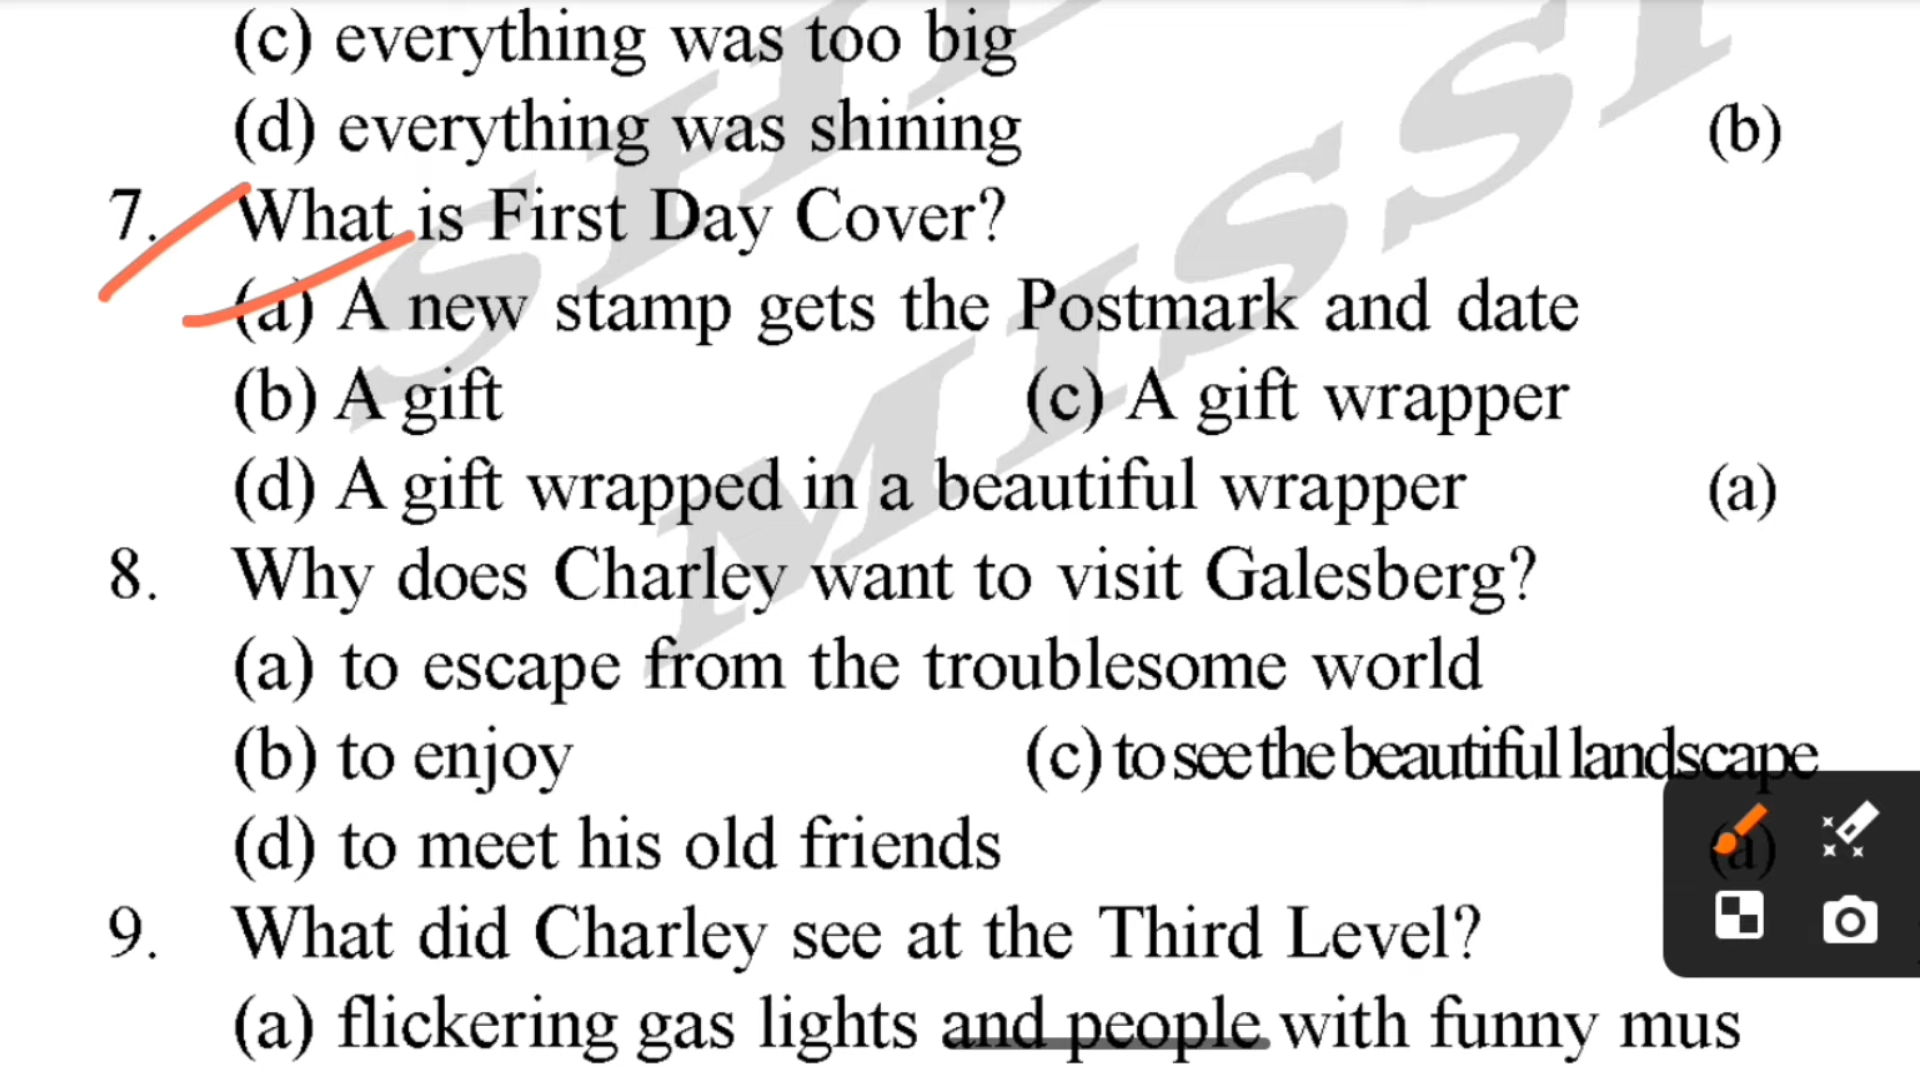 (c) everything was too big
(d) everything was shining (b)
7. What is First Day Cover?
(a) A new stamp gets the Postmark and date
(b) A gift (c) A gift wrapper
(d) A gift wrapped in a beautiful wrapper (a)
8. Why does Charley want to visit Galesberg?
(a) to escape from the troublesome world
(b) to enjoy (c) to see the beautiful landscape
(d) to meet his old friends (a)
9. What did Charley see at the Third Level?
(a) flickering gas lights and people with funny mus